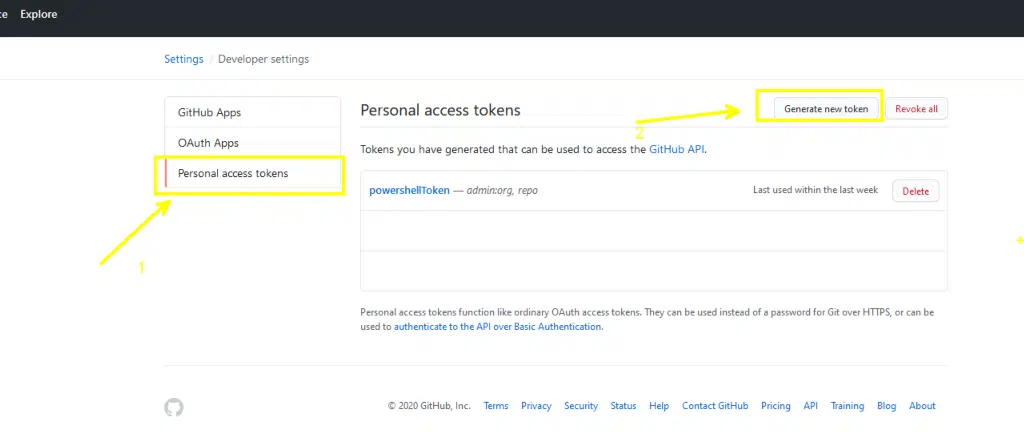 Explore
Settings / Developer settings
GitHub Apps
OAuth Apps
Personal access tokens
1
Personal access tokens
2
Generate new token
Revoke all
Tokens you have generated that can be used to access the GitHub API.
powershellToken — admin:org, repo
Last used within the last week
Delete
Personal access tokens function like ordinary OAuth access tokens. They can be used instead of a password for Git over HTTPS, or can be
used to authenticate to the API over Basic Authentication.
© 2020 GitHub, Inc. Terms Privacy Security Status Help Contact GitHub Pricing API Training Blog About